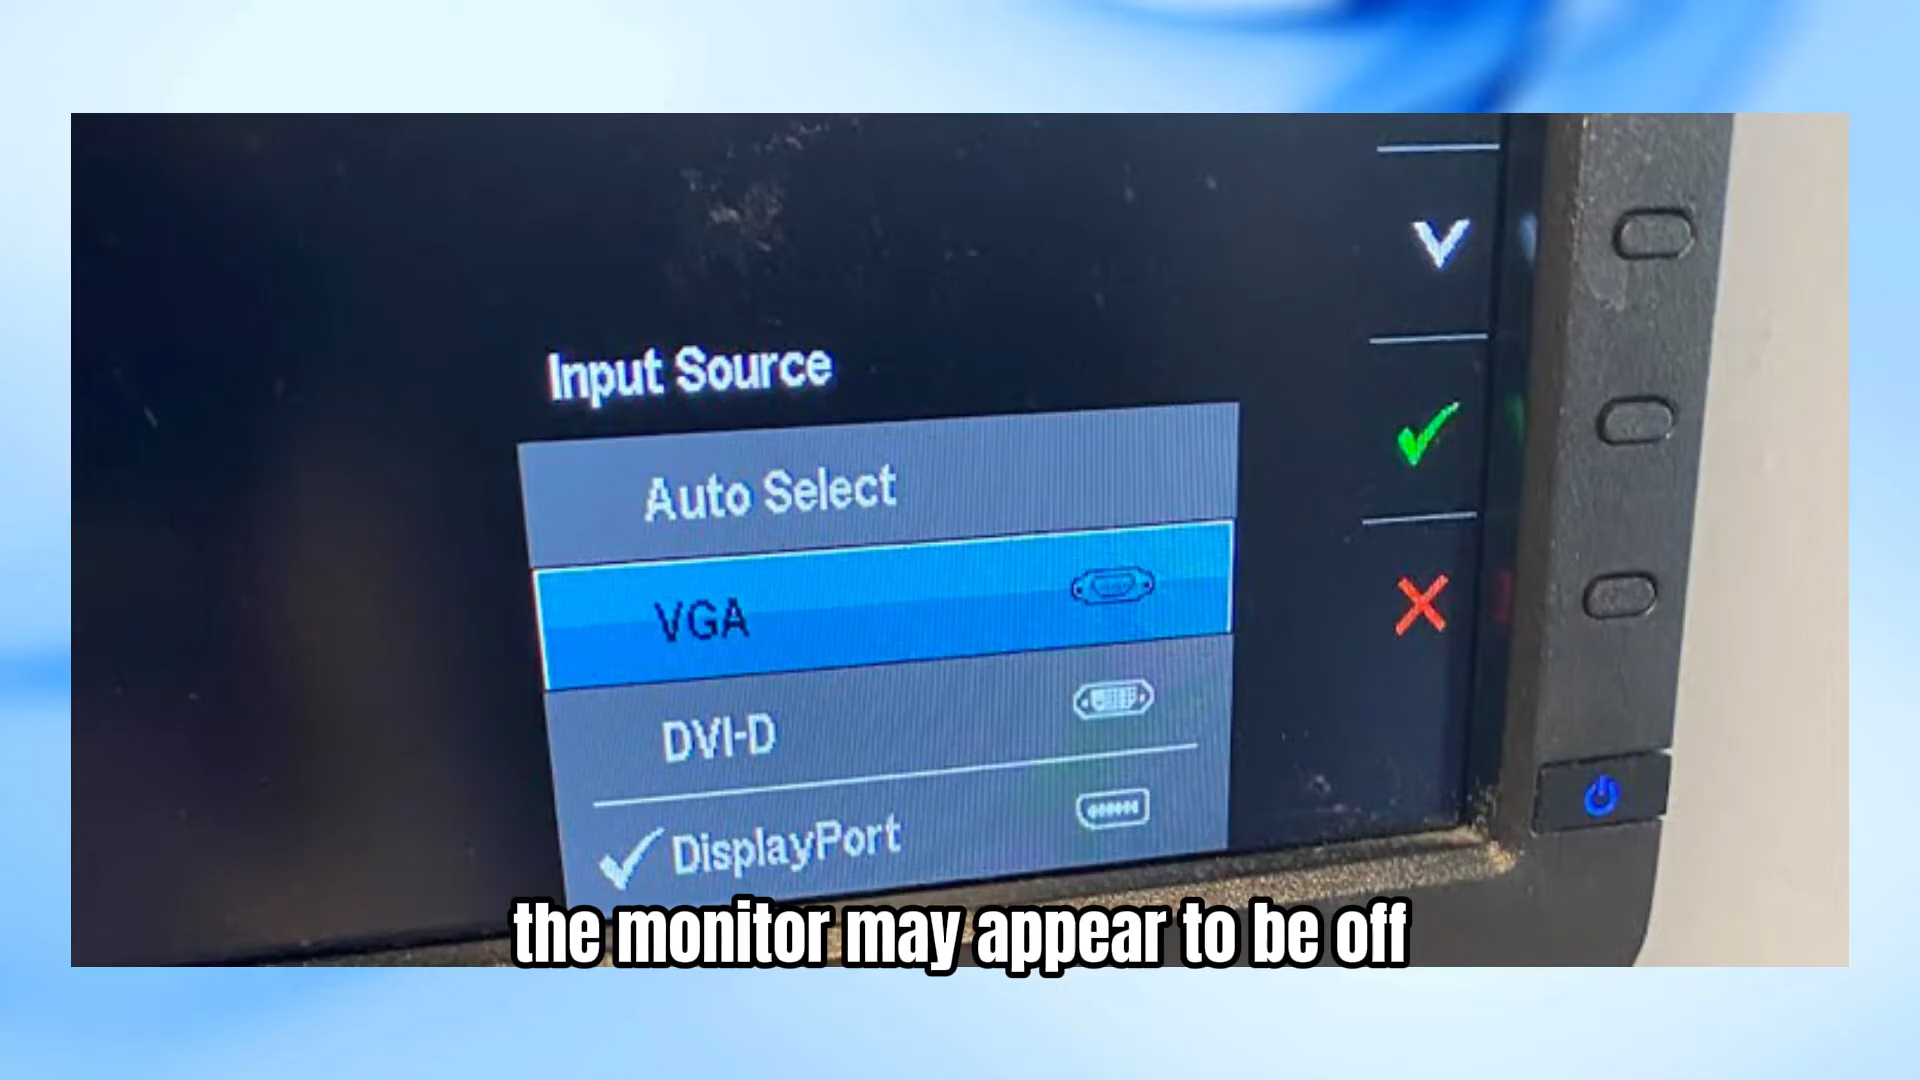 Input Source
Auto Select
VGA
DVI-D
DisplayPort
the monitor may appear to be off